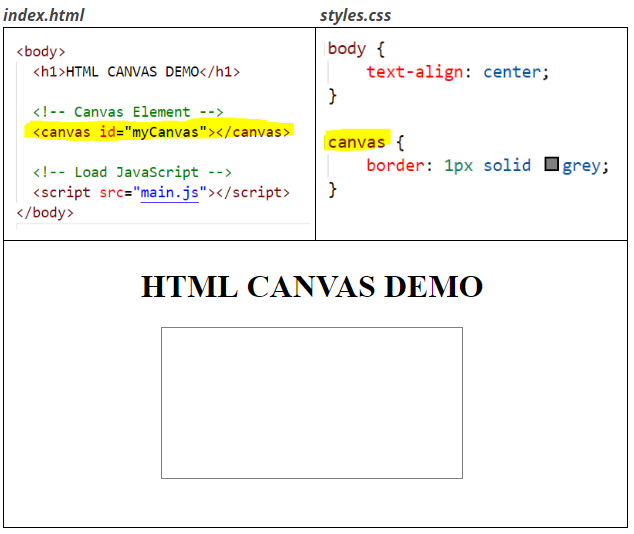 index.html
styles.css
<body>
<h1>HTML CANVAS DEMO</h1>
<!-- Canvas Element -->
<canvas id="myCanvas"></canvas>
<!-- Load JavaScript -->
<script src="main.js"></script>
</body>
body {
text-align: center;
}
canvas {
border: 1px solid grey;
}
HTML CANVAS DEMO